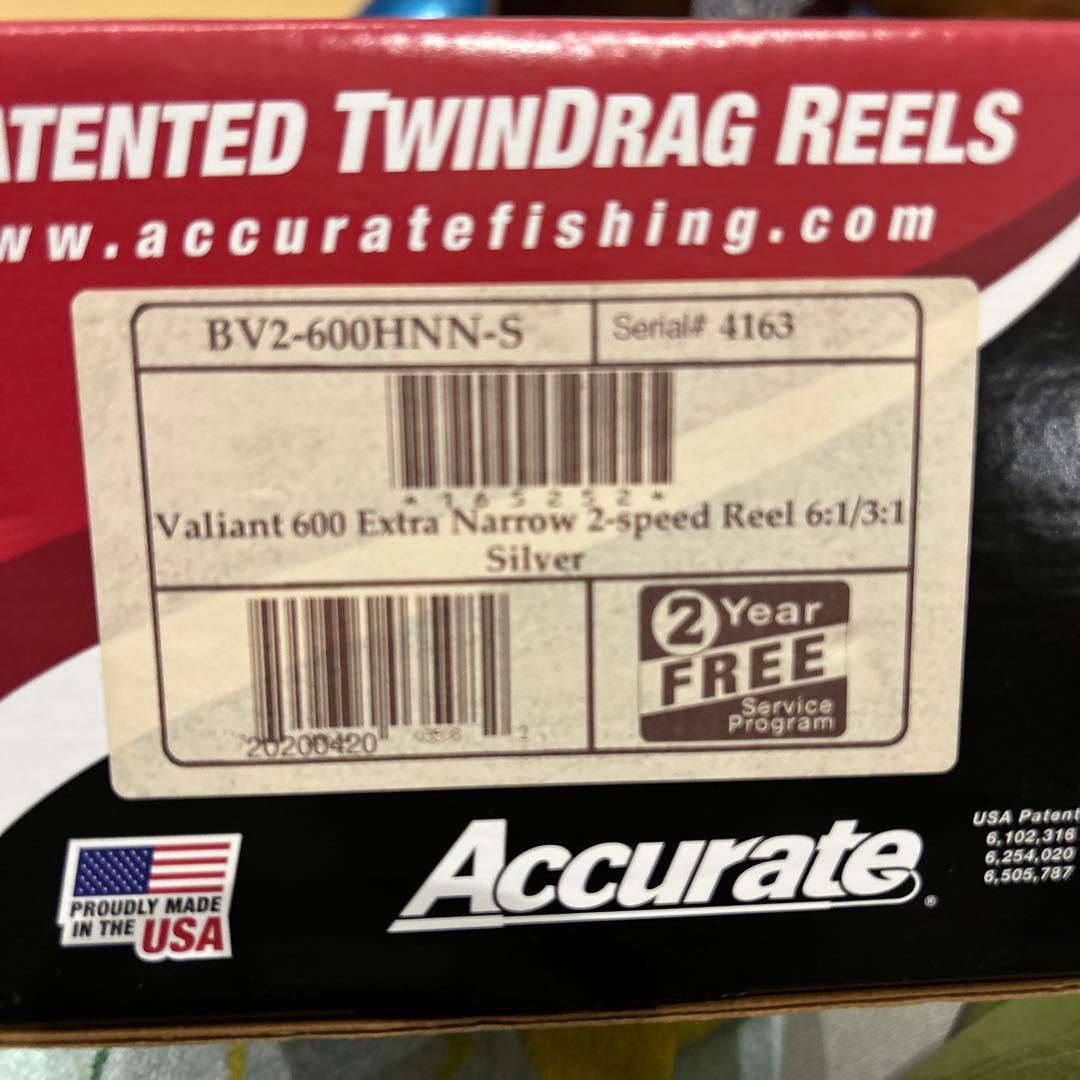 ATENTED TWINDRAG REELS
ww.accuratefishing.com
BV2-600HNN-S
Serial# 4163
*165252*
Valiant 600 Extra Narrow 2-speed Reel 6:1/3:1
Silver
20200420
2
2 Year
FREE
Service
Program
PROUDLY MADE
IN THE USA
Accurate®
USA Patent
6,102,316
6,254,020
6,505,787